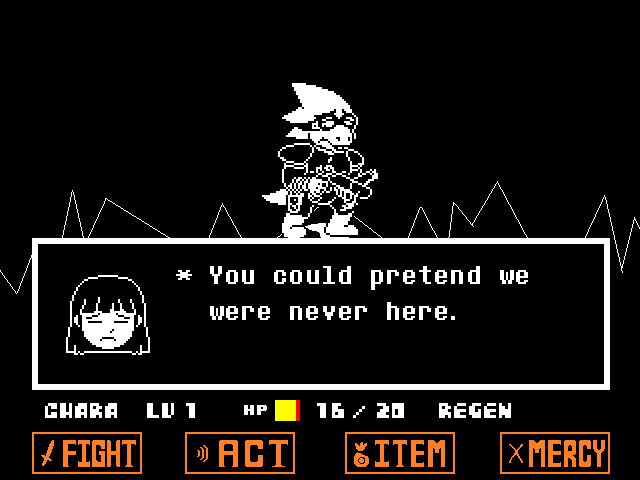 * You could pretend we
were never here.
CHARA LV 1 HP 16 / 20 REGEN
FIGHT ACT ITEM MERCY